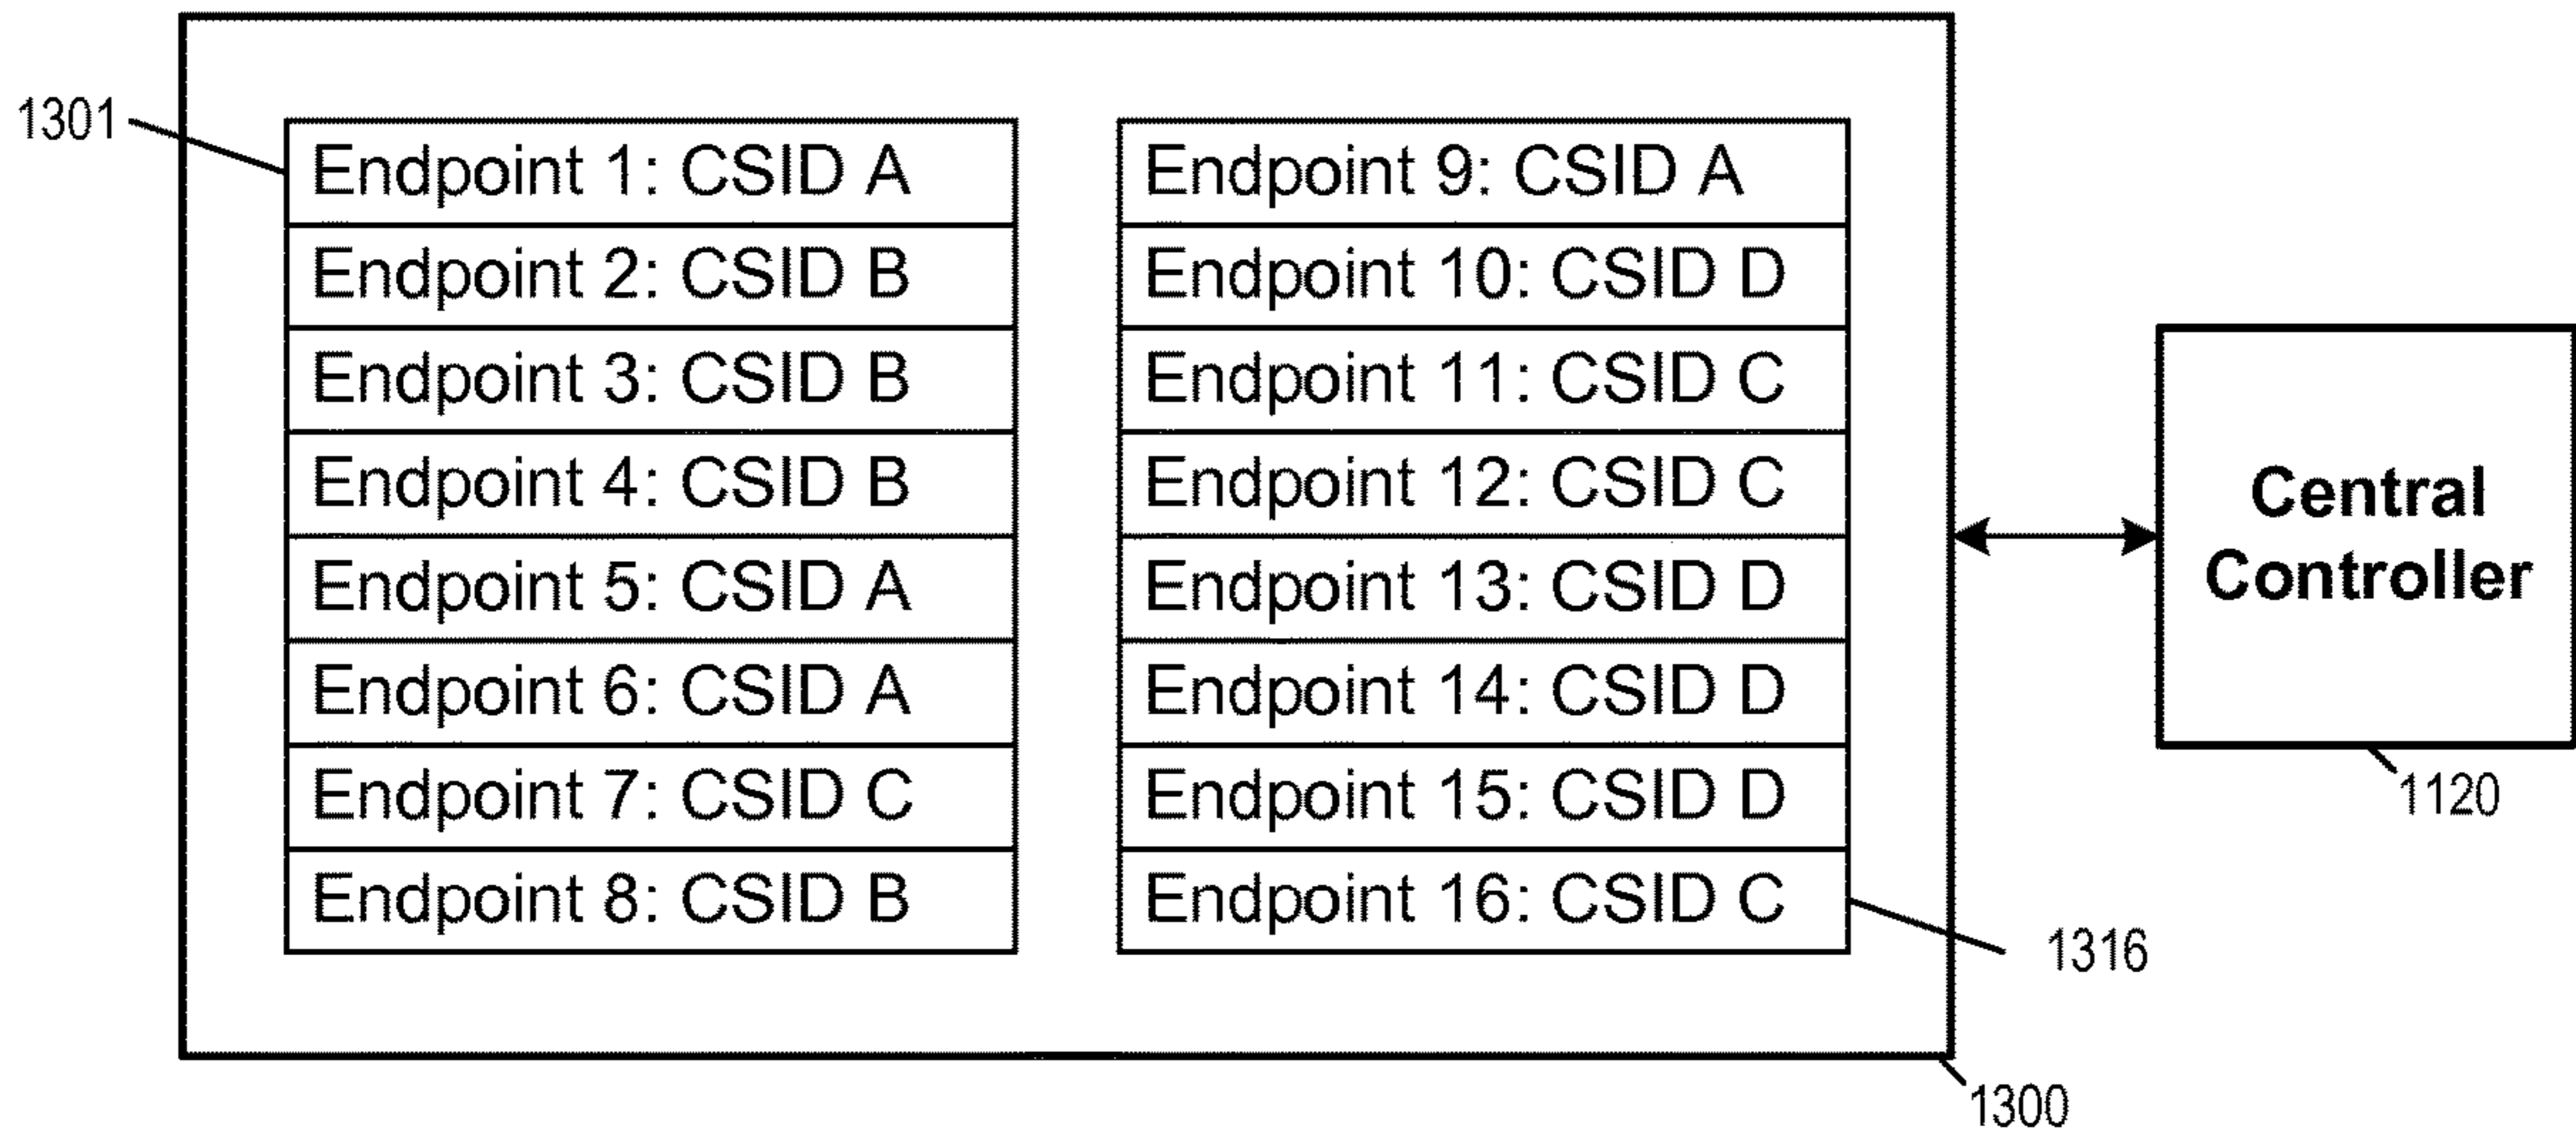 1301
Endpoint 1: CSID A
Endpoint 2: CSID B
Endpoint 3: CSID B
Endpoint 4: CSID B
Endpoint 5: CSID A
Endpoint 6: CSID A
Endpoint 7: CSID C
Endpoint 8: CSID B
Endpoint 9: CSID A
Endpoint 10: CSID D
Endpoint 11: CSID C
Endpoint 12: CSID C
Endpoint 13: CSID D
Endpoint 14: CSID D
Endpoint 15: CSID D
Endpoint 16: CSID C
1316
1300
Central
Controller
1120